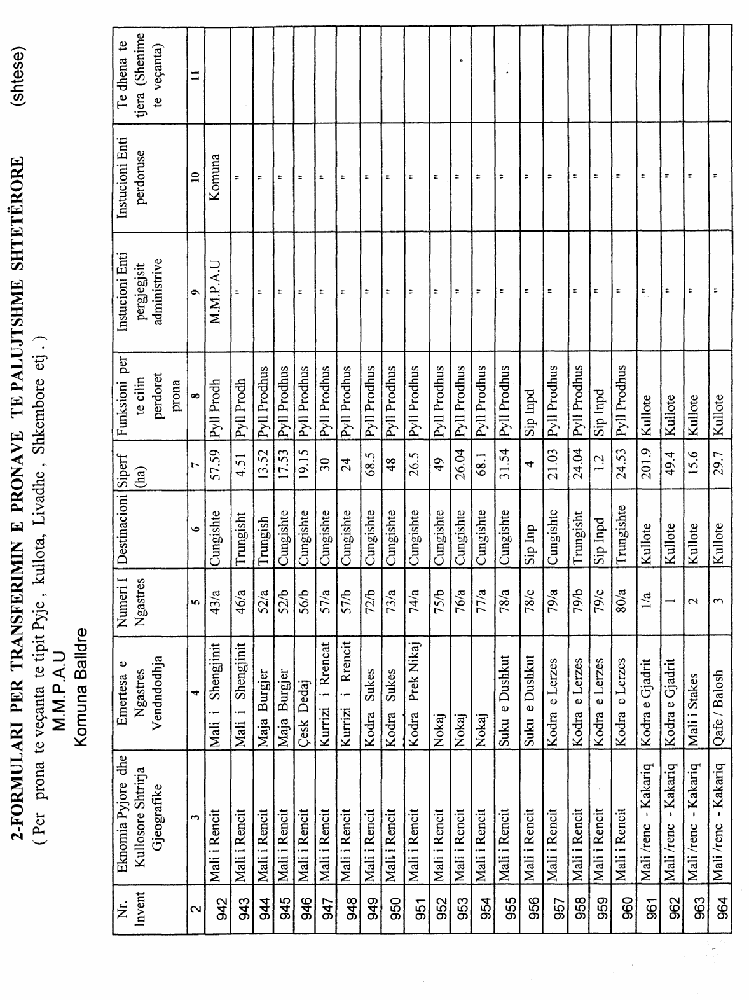 2-FORMULARI PER TRANSFERIMIN E PRONAVE TE PALUJTSHME SHTETËRORE (shtese)
( Per prona te veçanta te tipit Pyje , kullota, Livadhe , Shkembore etj . )
M.M.P.A.U
Komuna Balldre
Nr. Invent | Eknomia Pyjore dhe Kullosore Shtrirja Gjeografike | Emertesa e Ngastres Vendndodhja | Numeri I Ngastres | Destinacioni | Siperf (ha) | Funksioni per te cilin perdoret prona | Instucioni Enti pergjegjsit administrive | Instucioni Enti perdoruse | Te dhena te tjera (Shenime te veçanta)
2 | 3 | 4 | 5 | 6 | 7 | 8 | 9 | 10 | 11
942 | Mali i Rencit | Mali i Shengjinit | 43/a | Cungishte | 57.59 | Pyll Prodh | M.M.P.A.U | Komuna
943 | Mali i Rencit | Mali i Shengjinit | 46/a | Trungisht | 4.51 | Pyll Prodh | " | "
944 | Mali i Rencit | Maja Burgjer | 52/a | Trungish | 13.52 | Pyll Prodhus | " | "
945 | Mali i Rencit | Maja Burgjer | 52/b | Cungishte | 17.53 | Pyll Prodhus | " | "
946 | Mali i Rencit | Çesk Dedaj | 56/b | Cungishte | 19.15 | Pyll Prodhus | " | "
947 | Mali i Rencit | Kurrizi i Rrencat | 57/a | Cungishte | 30 | Pyll Prodhus | " | "
948 | Mali i Rencit | Kurrizi i Rrencit | 57/b | Cungishte | 24 | Pyll Prodhus | " | "
949 | Mali i Rencit | Kodra Sukes | 72/b | Cungishte | 68.5 | Pyll Prodhus | " | "
950 | Mali i Rencit | Kodra Sukes | 73/a | Cungishte | 48 | Pyll Prodhus | " | "
951 | Mali i Rencit | Kodra Prek Nikaj | 74/a | Cungishte | 26.5 | Pyll Prodhus | " | "
952 | Mali i Rencit | Nokaj | 75/b | Cungishte | 49 | Pyll Prodhus | " | "
953 | Mali i Rencit | Nokaj | 76/a | Cungishte | 26.04 | Pyll Prodhus | " | "
954 | Mali i Rencit | Nokaj | 77/a | Cungishte | 68.1 | Pyll Prodhus | " | "
955 | Mali i Rencit | Suku e Dushkut | 78/a | Cungishte | 31.54 | Pyll Prodhus | " | "
956 | Mali i Rencit | Suku e Dushkut | 78/c | Sip Inp | 4 | Sip Inpd | " | "
957 | Mali i Rencit | Kodra e Lerzes | 79/a | Cungishte | 21.03 | Pyll Prodhus | " | "
958 | Mali i Rencit | Kodra e Lerzes | 79/b | Trungisht | 24.04 | Pyll Prodhus | " | "
959 | Mali i Rencit | Kodra e Lerzes | 79/c | Sip Inpd | 1.2 | Sip Inpd | " | "
960 | Mali i Rencit | Kodra e Lerzes | 80/a | Trungishte | 24.53 | Pyll Prodhus | " | "
961 | Mali /renc - Kakariq | Kodra e Gjadrit | 1/a | Kullote | 201.9 | Kullote | " | "
962 | Mali /renc - Kakariq | Kodra e Gjadrit | 1 | Kullote | 49.4 | Kullote | " | "
963 | Mali /renc - Kakariq | Mali i Stakes | 2 | Kullote | 15.6 | Kullote | " | "
964 | Mali /renc - Kakariq | Qafe / Balosh | 3 | Kullote | 29.7 | Kullote | " | "